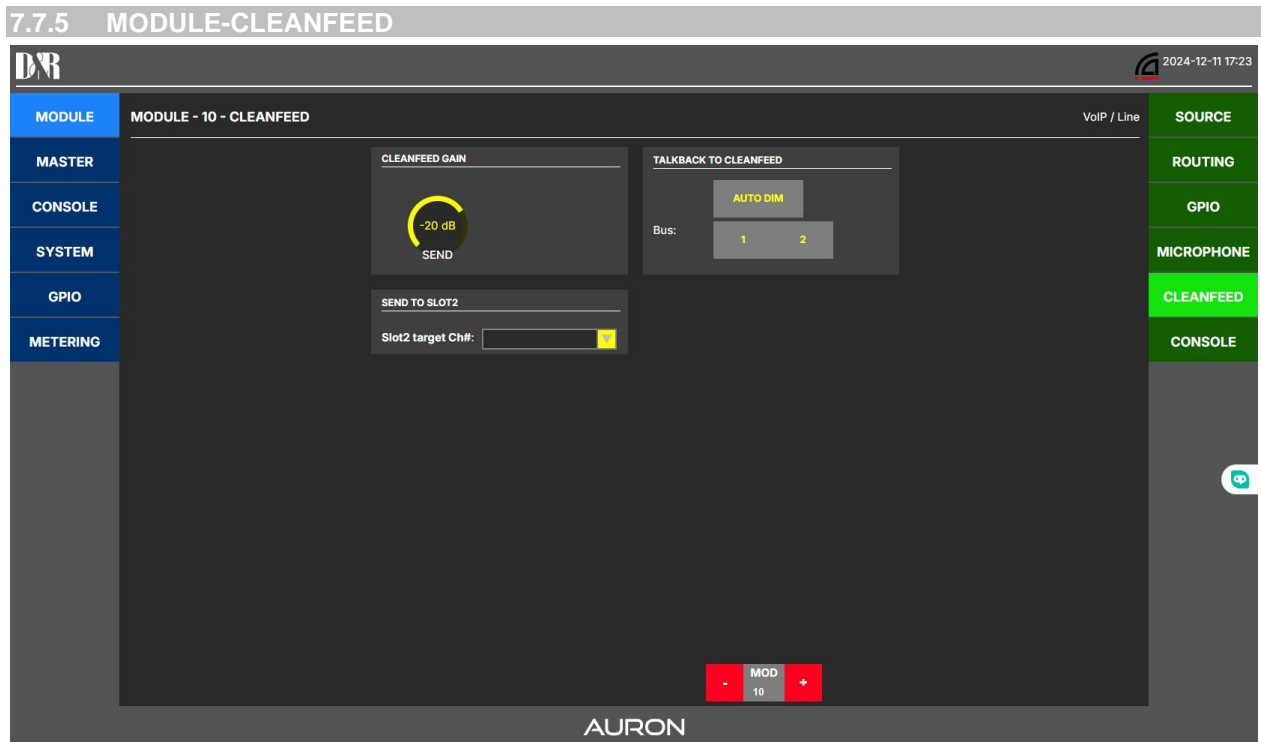 7.7.5 MODULE-CLEANFEED
D&R
2024-12-11 17:23
MODULE
MASTER
CONSOLE
SYSTEM
GPIO
METERING
MODULE - 10 - CLEANFEED
VoIP / Line
CLEANFEED GAIN
-20 dB
SEND
TALKBACK TO CLEANFEED
AUTO DIM
Bus:
1 2
SEND TO SLOT2
Slot2 target Ch#:
SOURCE
ROUTING
GPIO
MICROPHONE
CLEANFEED
CONSOLE
- MOD +
10
AURON